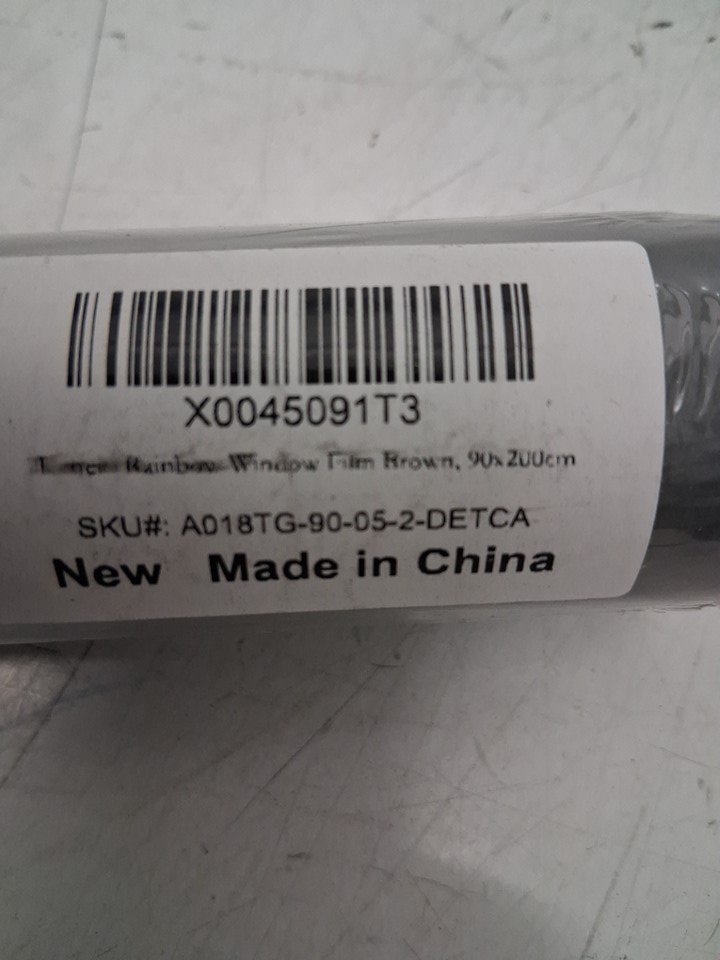 X0045091T3
Rainbow Window Film Brown, 90x200cm
SKU#: A018TG-90-05-2-DETCA
New Made in China